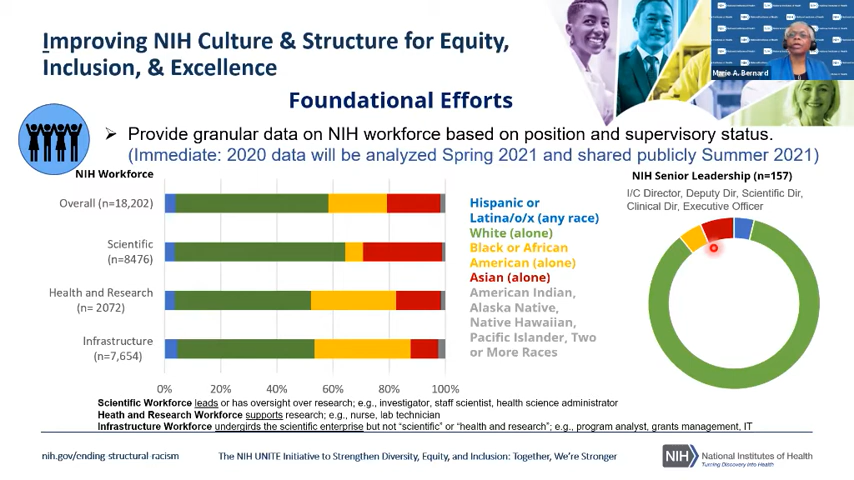 Improving NIH Culture & Structure for Equity,
Inclusion, & Excellence
Marie A. Bernard
Foundational Efforts
➢ Provide granular data on NIH workforce based on position and supervisory status.
(Immediate: 2020 data will be analyzed Spring 2021 and shared publicly Summer 2021)
NIH Workforce
Overall (n=18,202)
Scientific
(n=8476)
Health and Research
(n= 2072)
Infrastructure
(n=7,654)
0% 20% 40% 60% 80% 100%
Hispanic or
Latina/o/x (any race)
White (alone)
Black or African
American (alone)
Asian (alone)
American Indian,
Alaska Native,
Native Hawaiian,
Pacific Islander, Two
or More Races
NIH Senior Leadership (n=157)
I/C Director, Deputy Dir, Scientific Dir,
Clinical Dir, Executive Officer
Scientific Workforce leads or has oversight over research; e.g., investigator, staff scientist, health science administrator
Heath and Research Workforce supports research; e.g., nurse, lab technician
Infrastructure Workforce undergirds the scientific enterprise but not "scientific" or "health and research"; e.g., program analyst, grants management, IT
nih.gov/ending-structural-racism
The NIH UNITE Initiative to Strengthen Diversity, Equity, and Inclusion: Together, We're Stronger
NIH National Institutes of Health
Turning Discovery Into Health